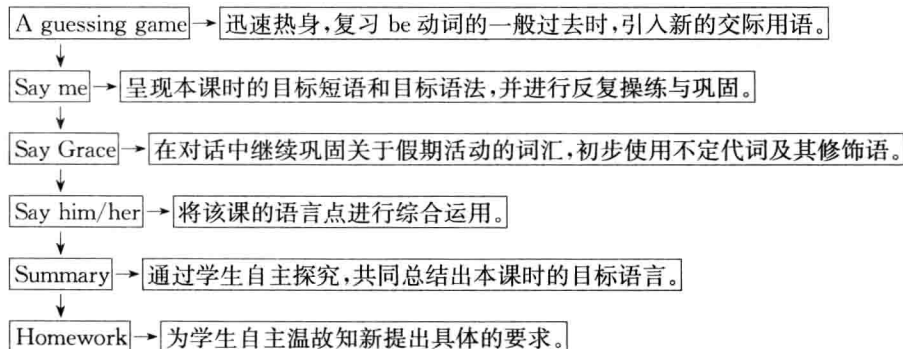 A guessing game → 迅速热身,复习 be 动词的一般过去时,引入新的交际用语。
Say me → 呈现本课时的目标短语和目标语法,并进行反复操练与巩固。
Say Grace → 在对话中继续巩固关于假期活动的词汇,初步使用不定代词及其修饰语。
Say him/her → 将该课的语言点进行综合运用。
Summary → 通过学生自主探究,共同总结出本课时的目标语言。
Homework → 为学生自主温故知新提出具体的要求。